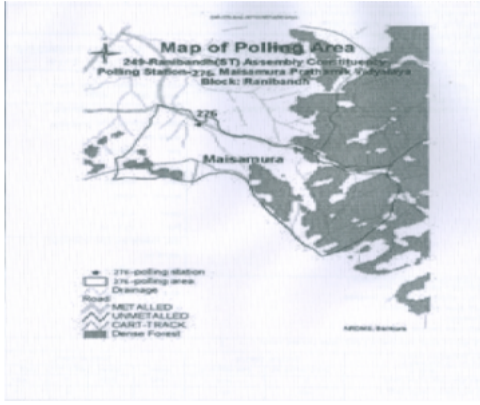 Map of Polling Area
249-Ranibandh(ST) Assembly Constituency
Polling Station-276, Maisamura Prathamik Vidyalaya
Block: Ranibandh
276
Maisamura
276-polling station
276-polling area
Drainage
Road
METALLED
UNMETALLED
CART-TRACK
Dense Forest
NRDMS, Bankura